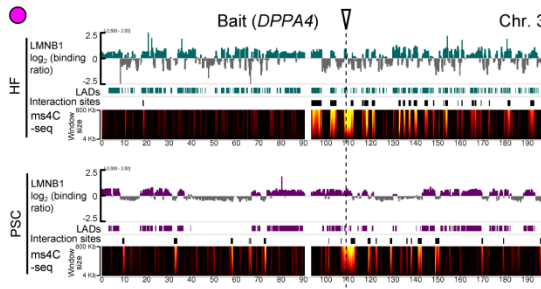 Bait (DPPA4)
Chr. 3
HF
LMNB1
log2 (binding
ratio)
2.5
0
2.5
LADs
Interaction sites
ms4C
-seq
Window
size
800 Kb
4 Kb
0 10 20 30 40 50 60 70 80 90
100 110 120 130 140 150 160 170 180 190
PSC
LMNB1
log2 (binding
ratio)
2.5
0
2.5
LADs
Interaction sites
ms4C
-seq
Window
size
800 Kb
4 Kb
0 10 20 30 40 50 60 70 80 90
100 110 120 130 140 150 160 170 180 190